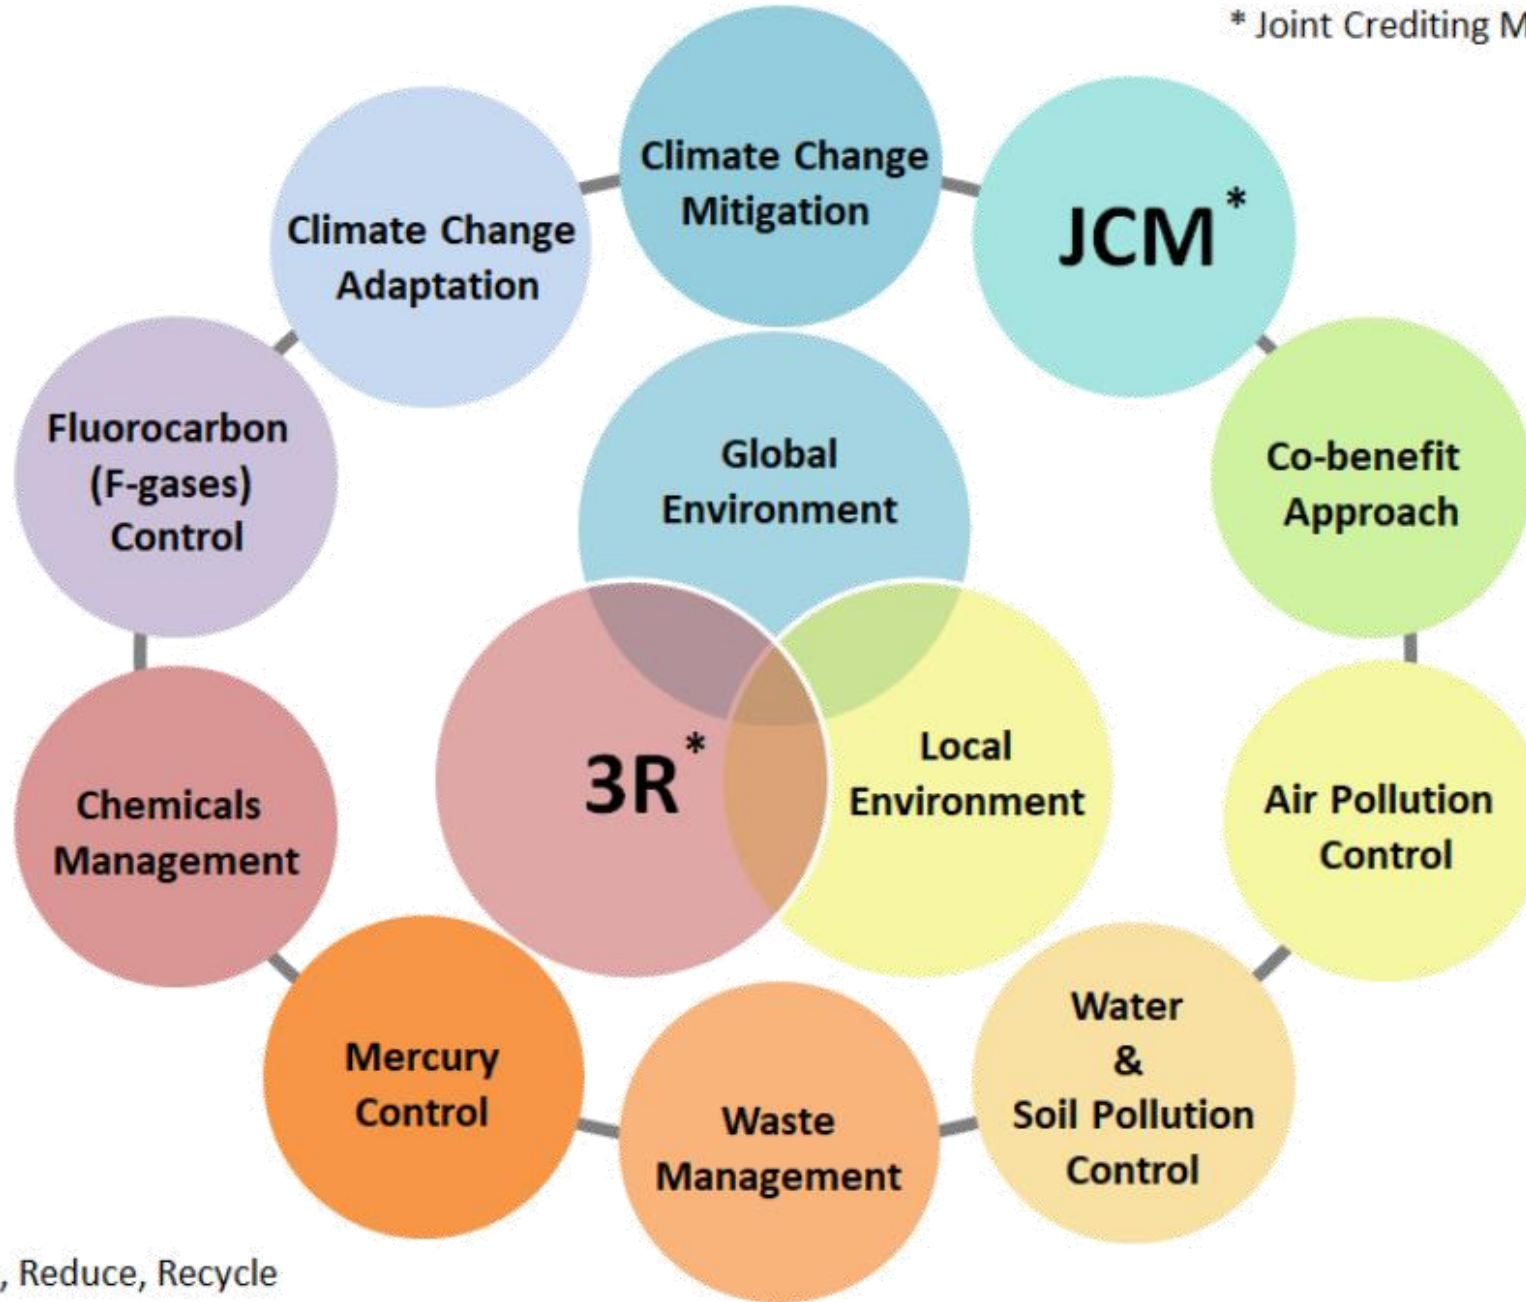 * Joint Crediting M
Climate Change
Mitigation
JCM*
Climate Change
Adaptation
Co-benefit
Approach
Fluorocarbon
(F-gases)
Control
Global
Environment
3R*
Local
Environment
Air Pollution
Control
Chemicals
Management
Water
&
Soil Pollution
Control
Mercury
Control
Waste
Management
, Reduce, Recycle